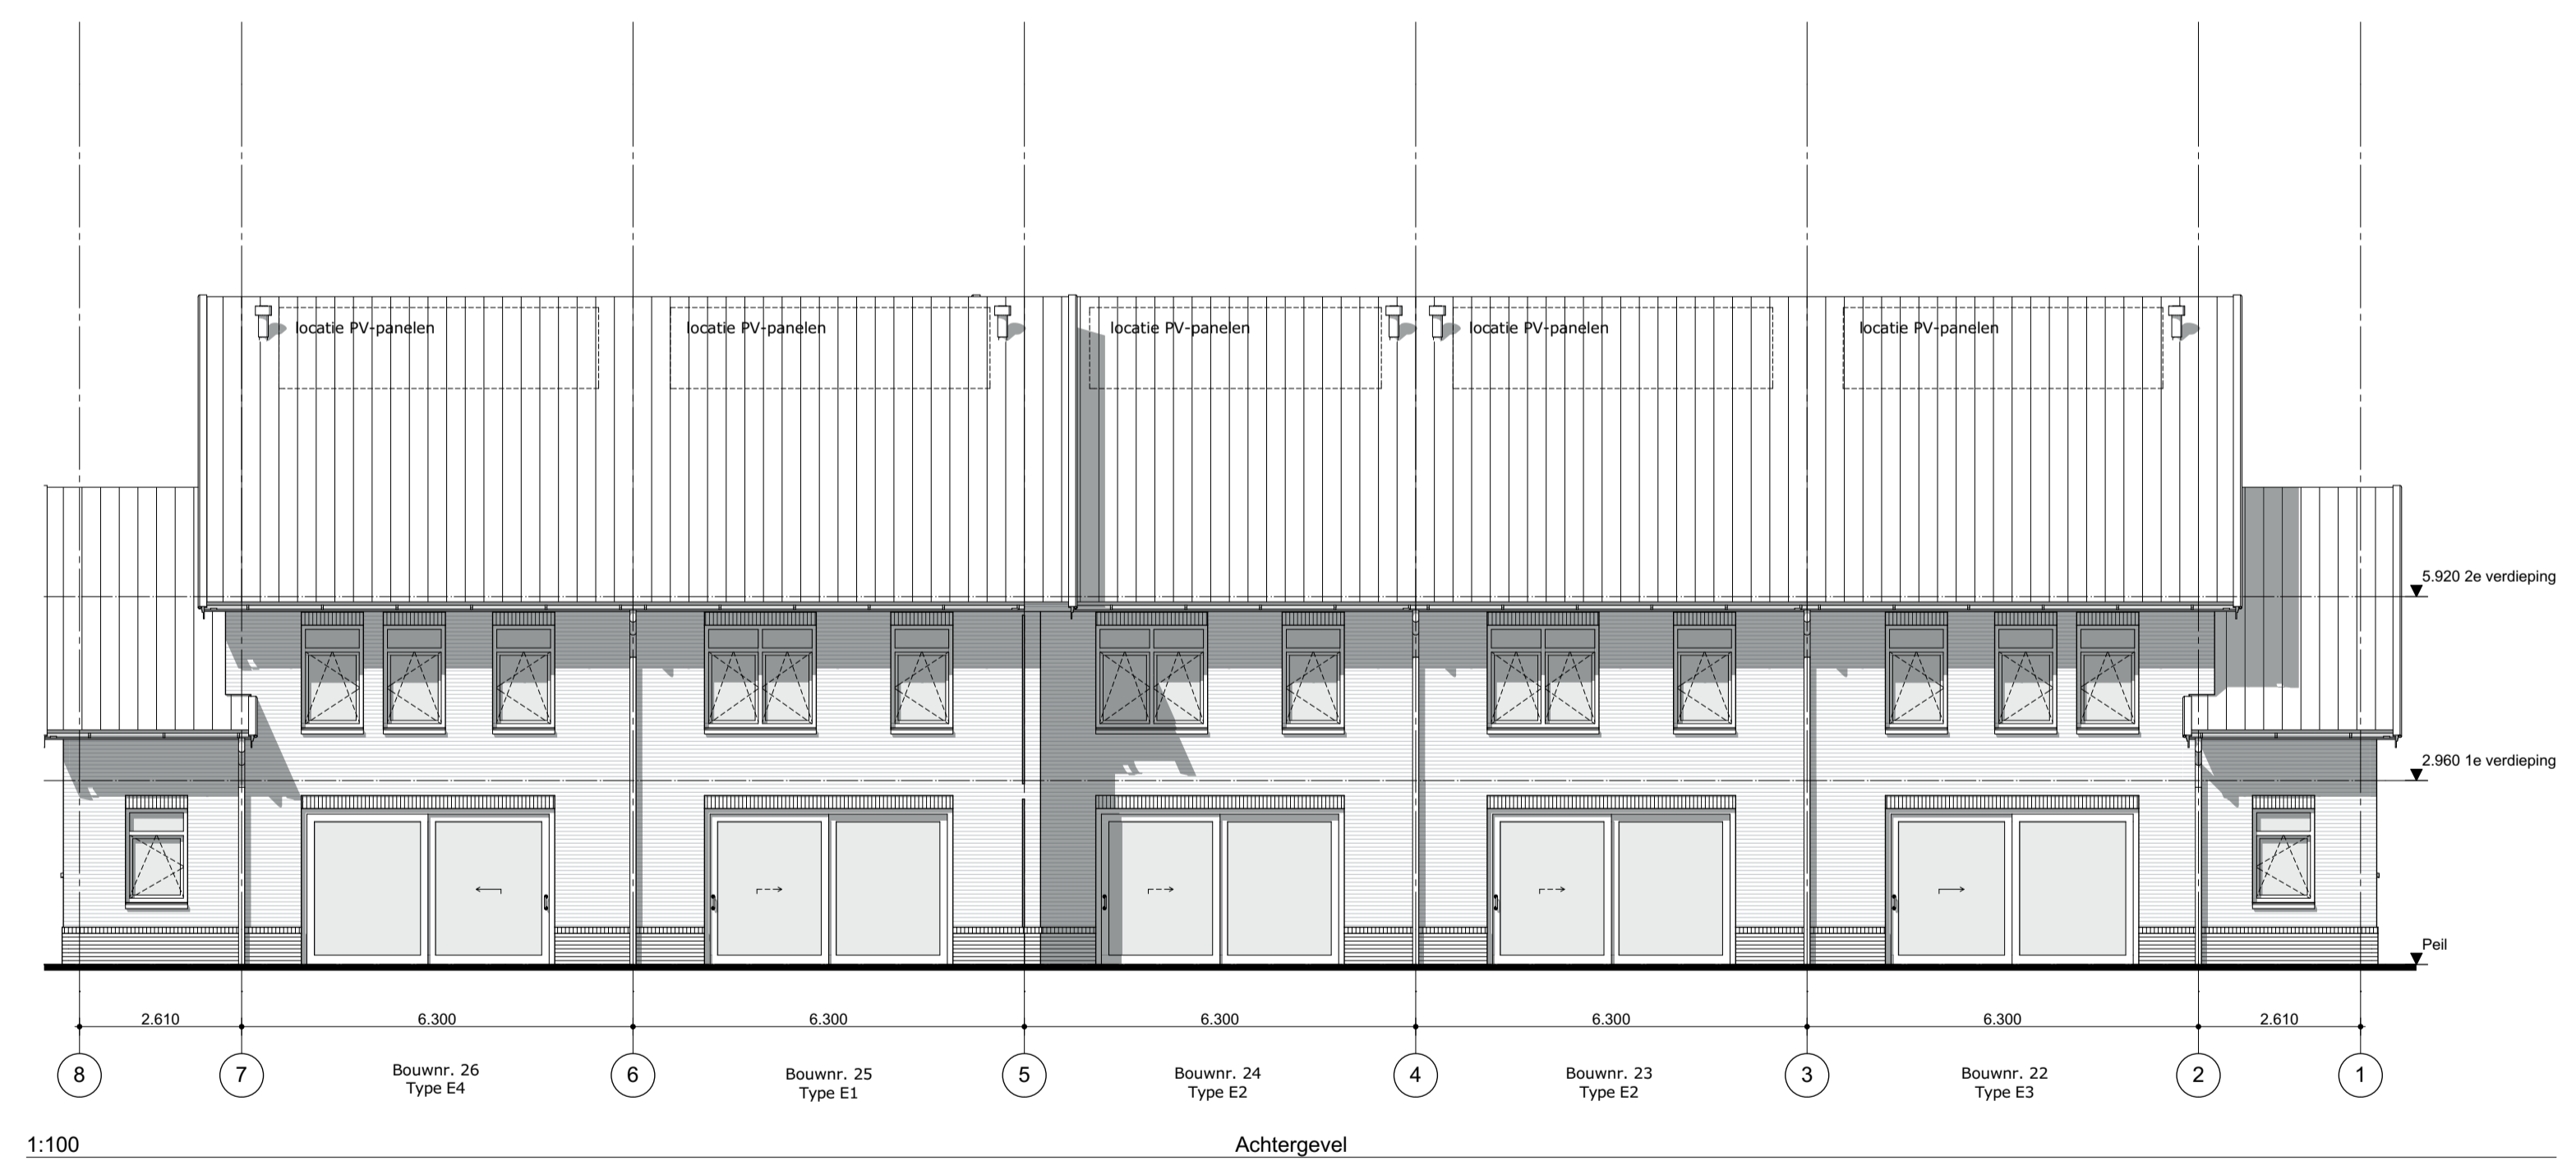 locatie PV-panelen
locatie PV-panelen
locatie PV-panelen
locatie PV-panelen
locatie PV-panelen
5.920 2e verdieping
2.960 1e verdieping
Peil
2.610
6.300
6.300
6.300
6.300
6.300
2.610
8
7
Bouwnr. 26
Type E4
6
Bouwnr. 25
Type E1
5
Bouwnr. 24
Type E2
4
Bouwnr. 23
Type E2
3
Bouwnr. 22
Type E3
2
1
1:100
Achtergevel